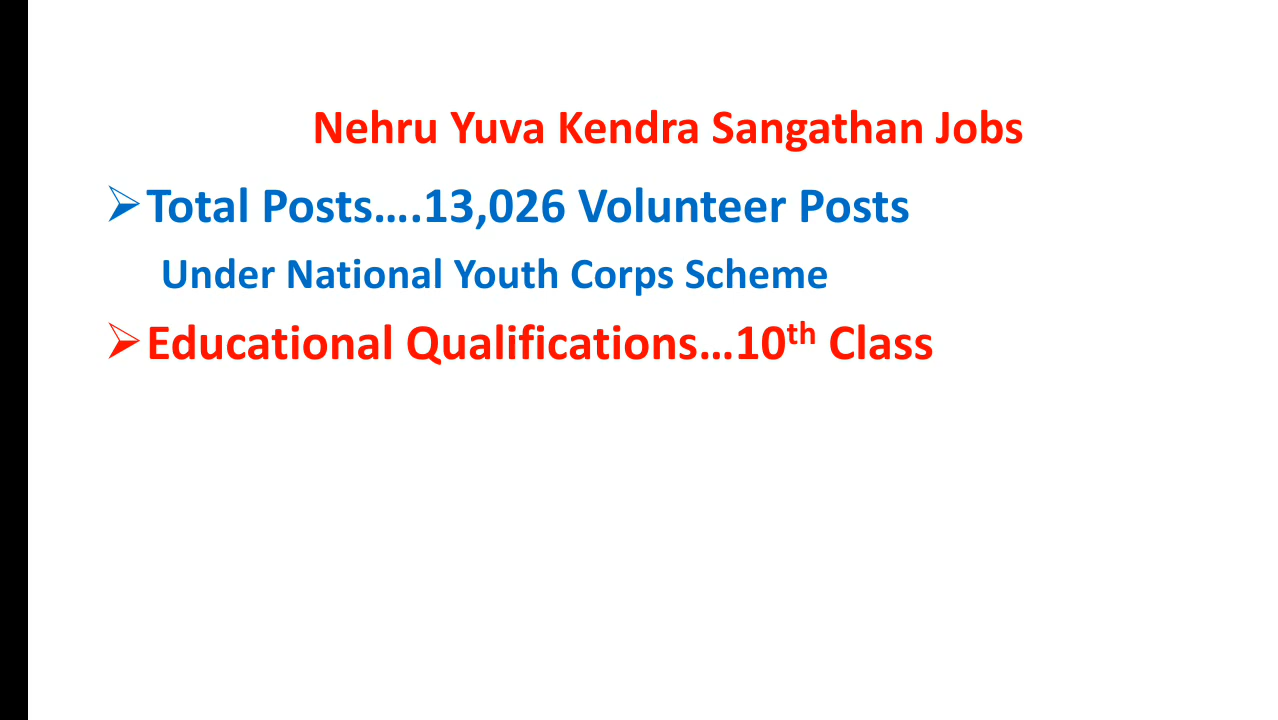 Nehru Yuva Kendra Sangathan Jobs
➢Total Posts….13,026 Volunteer Posts
Under National Youth Corps Scheme
➢Educational Qualifications…10th Class